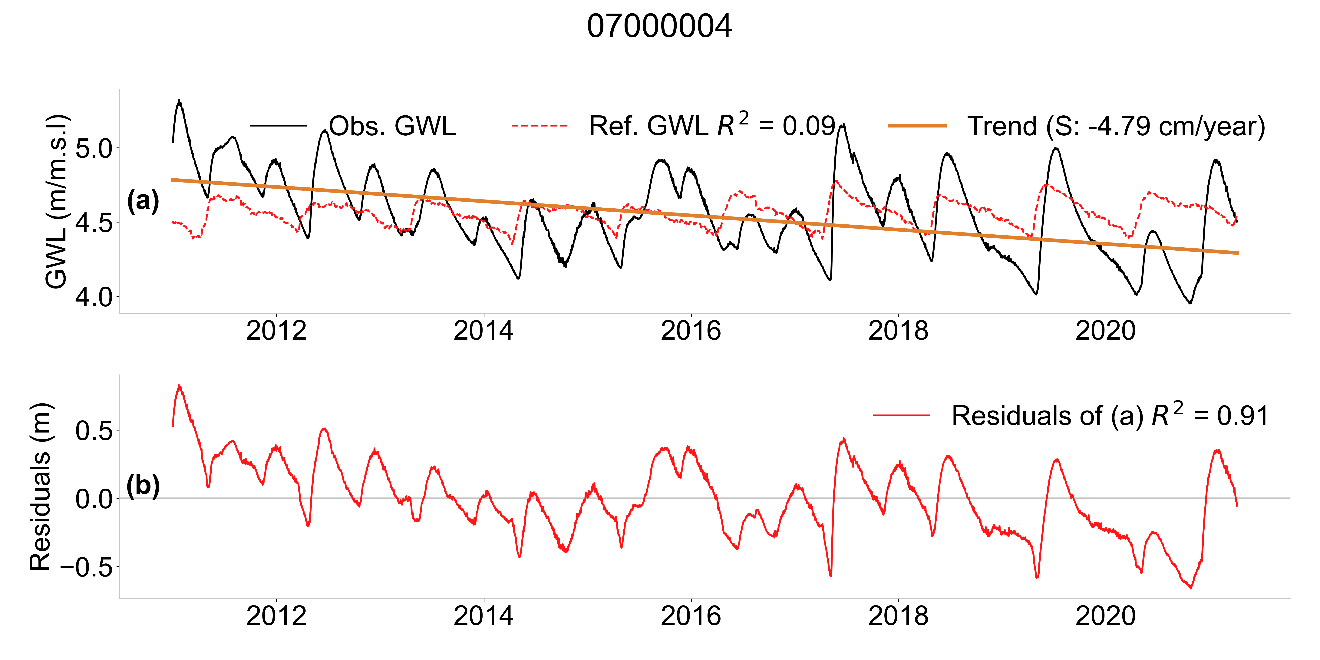 07000004
GWL (m/m.s.l)
5.0
4.5
4.0
(a)
Obs. GWL
Ref. GWL R² = 0.09
Trend (S: -4.79 cm/year)
2012 2014 2016 2018 2020
Residuals (m)
0.5
0.0
−0.5
(b)
Residuals of (a) R² = 0.91
2012 2014 2016 2018 2020